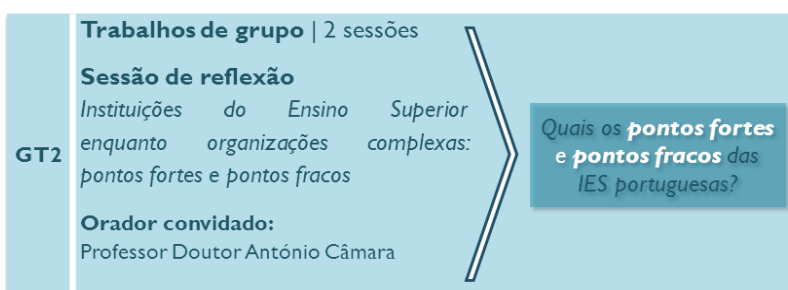 GT2
Trabalhos de grupo | 2 sessões
Sessão de reflexão
Instituições do Ensino Superior
enquanto organizações complexas:
pontos fortes e pontos fracos
Orador convidado:
Professor Doutor António Câmara
Quais os pontos fortes
e pontos fracos das
IES portuguesas?